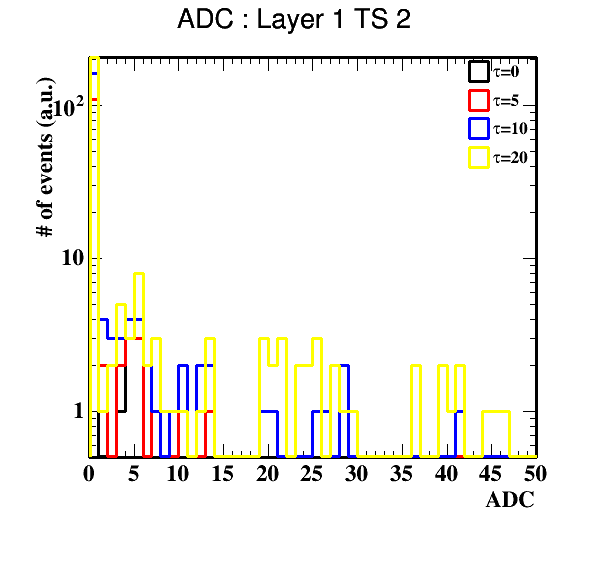 ADC : Layer 1 TS 2
# of events (a.u.)
10²
10
1
τ=0
τ=5
τ=10
τ=20
0 5 10 15 20 25 30 35 40 45 50
ADC